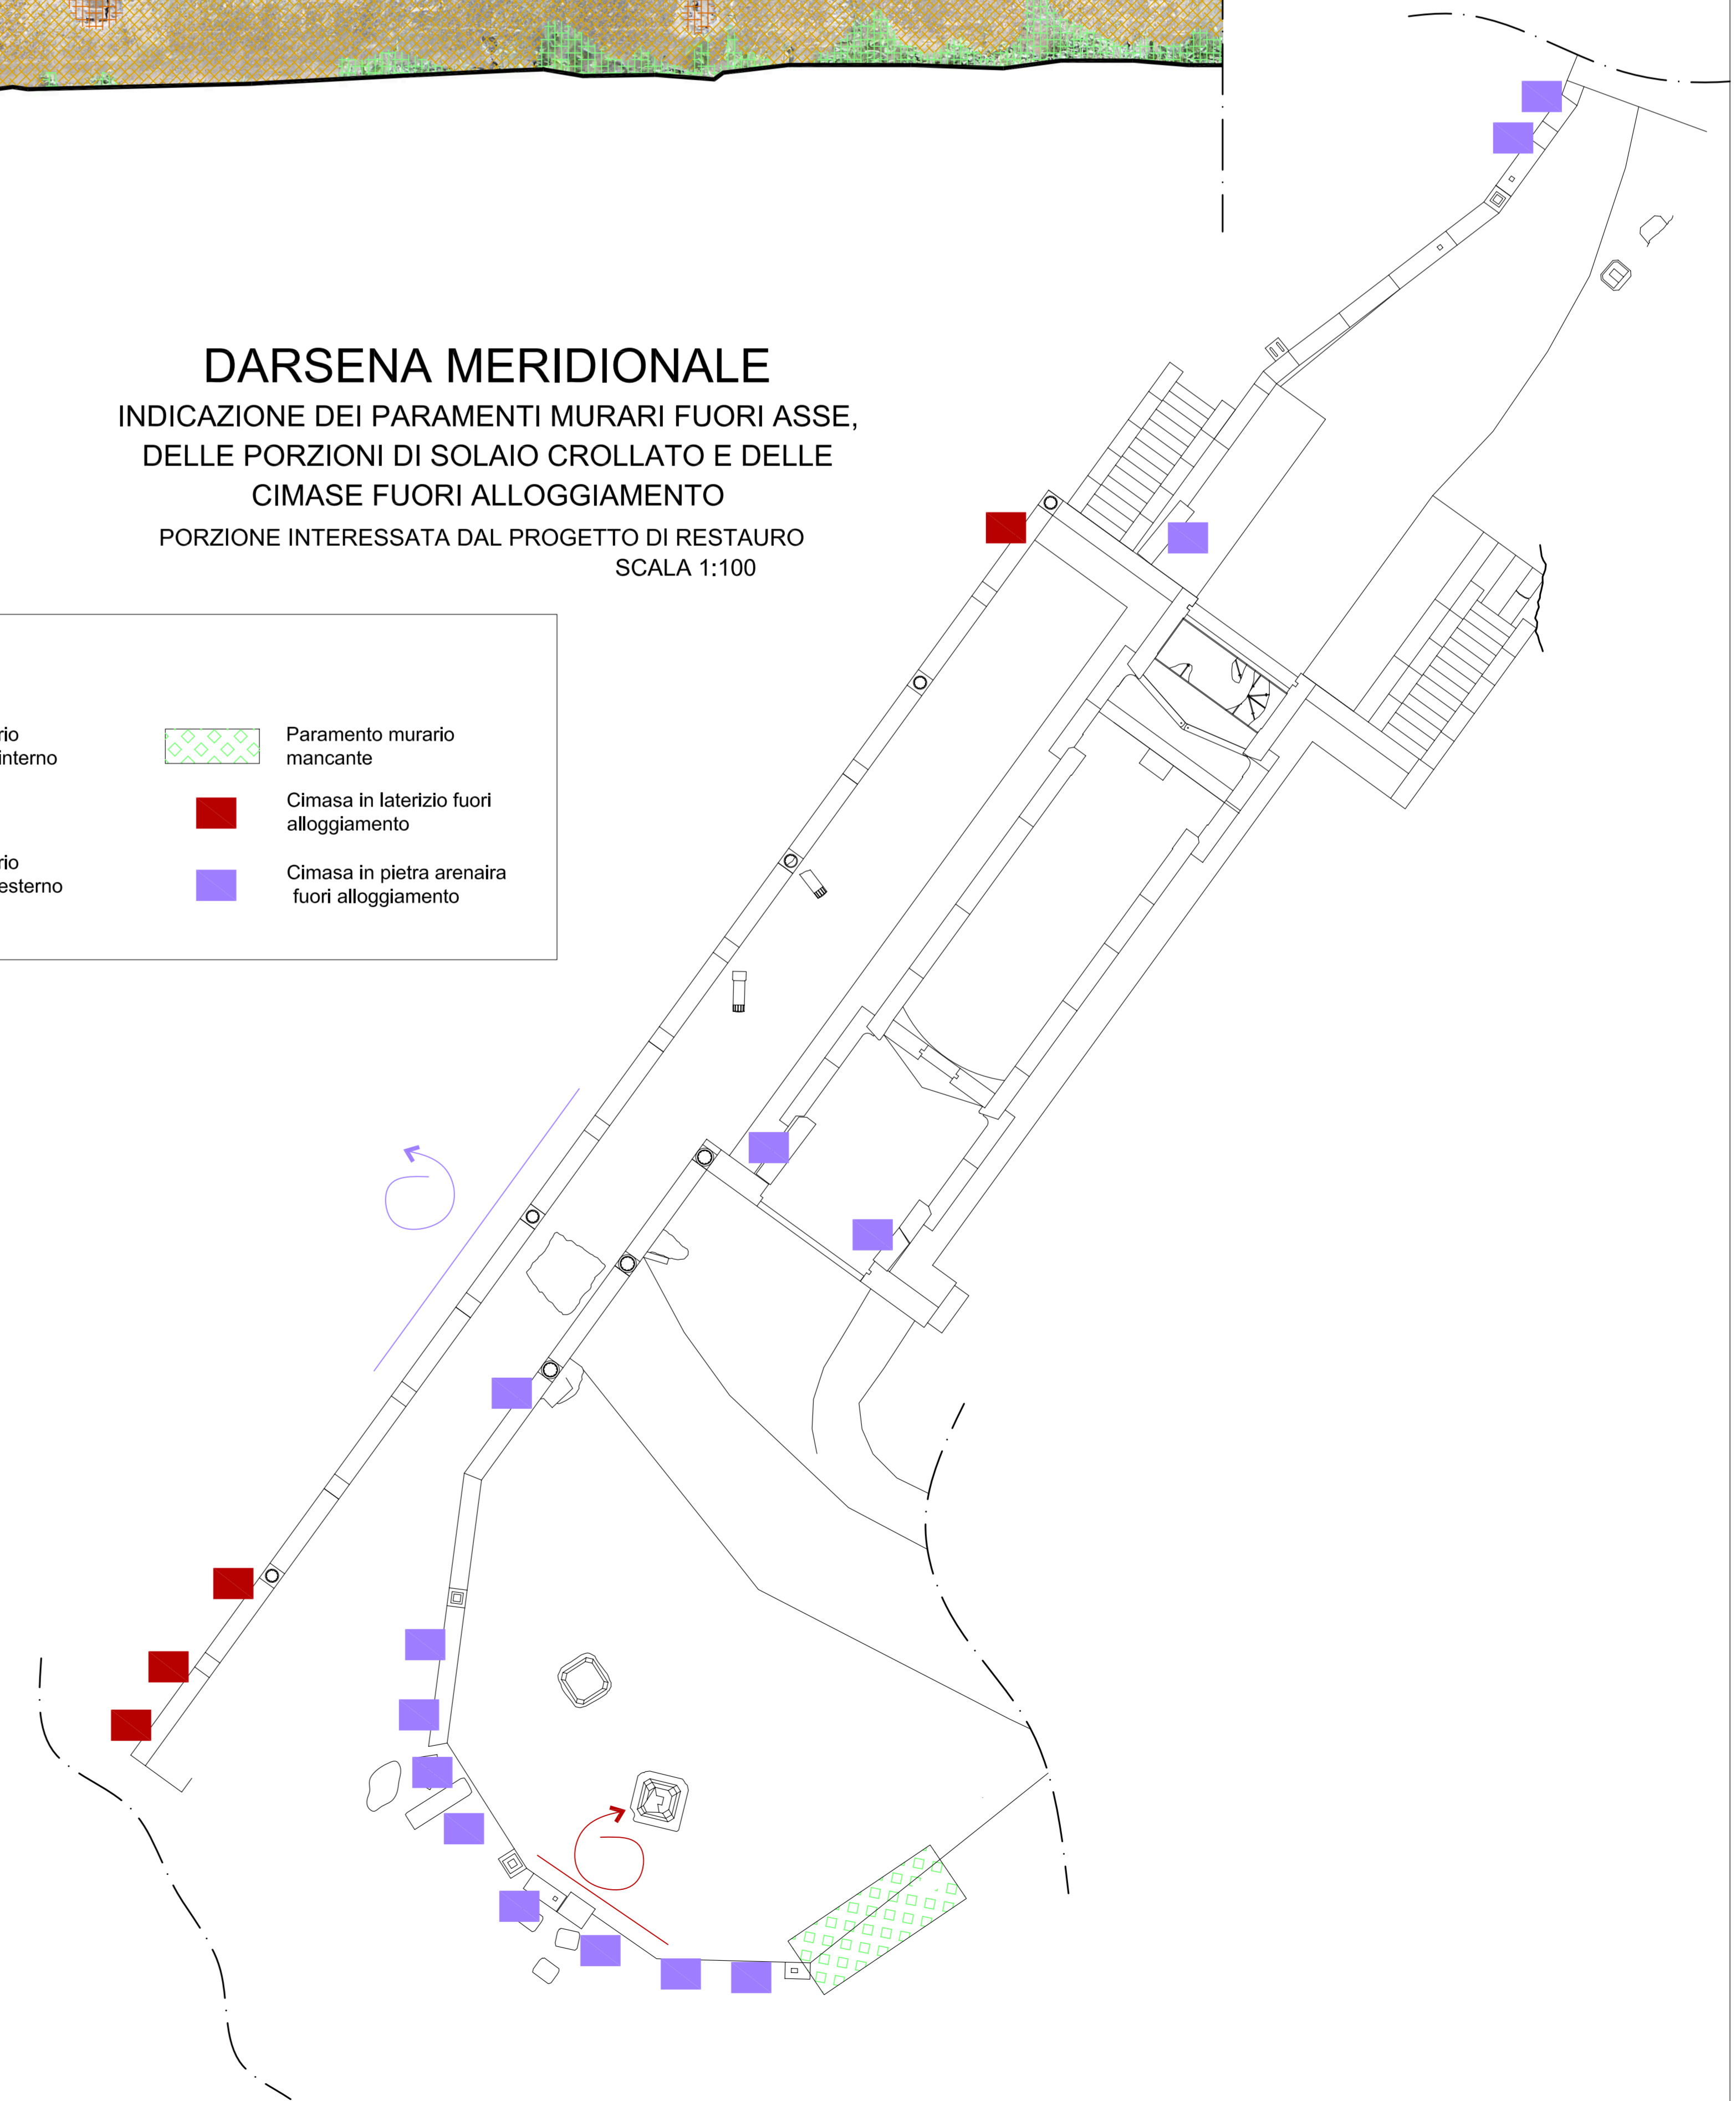 DARSENA MERIDIONALE
INDICAZIONE DEI PARAMENTI MURARI FUORI ASSE,
DELLE PORZIONI DI SOLAIO CROLLATO E DELLE
CIMASE FUORI ALLOGGIAMENTO
PORZIONE INTERESSATA DAL PROGETTO DI RESTAURO
SCALA 1:100
rio
interno
rio
esterno
Paramento murario
mancante
Cimasa in laterizio fuori
alloggiamento
Cimasa in pietra arenaira
fuori alloggiamento